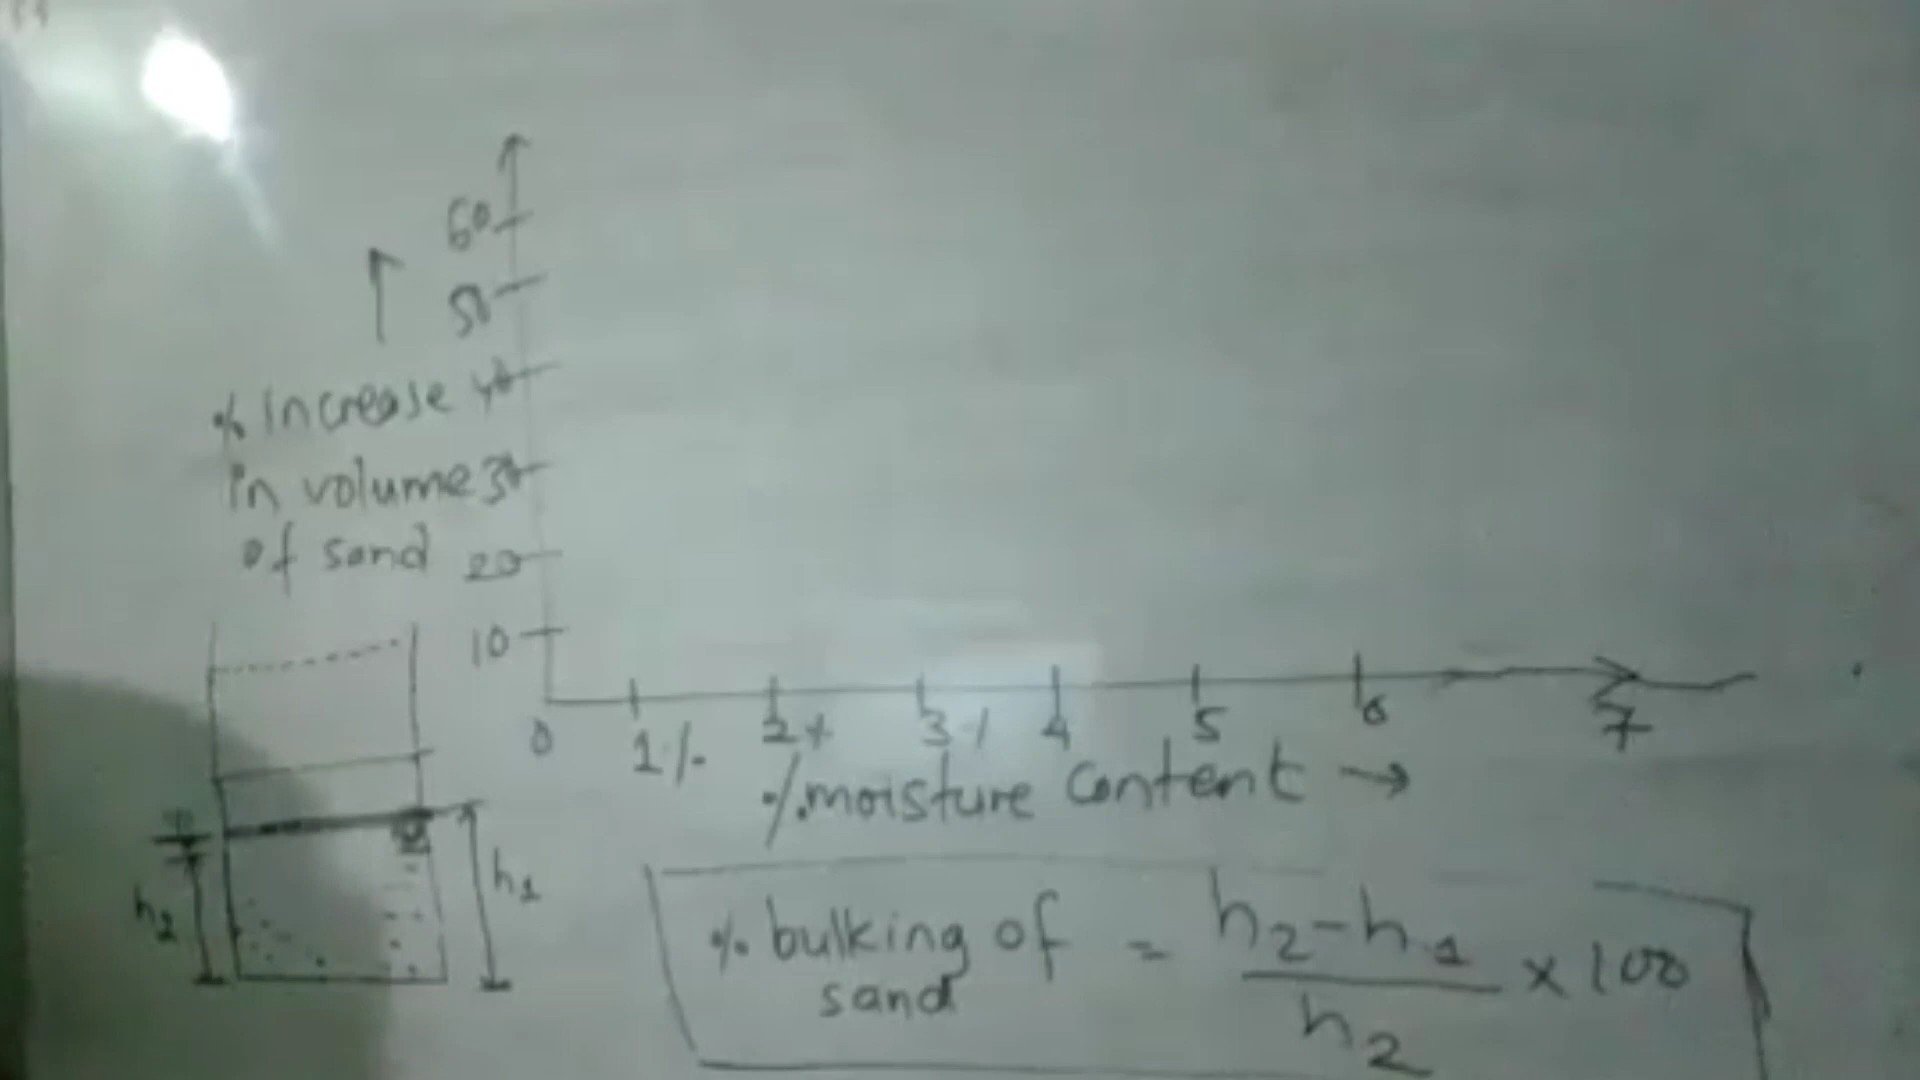 60
50
% increase 40
in volume 30
of sand 20
10
0 1% 2% 3% 4 5 6 7
% moisture content →
h2 h1
% bulking of sand = h2-h1 / h2 × 100